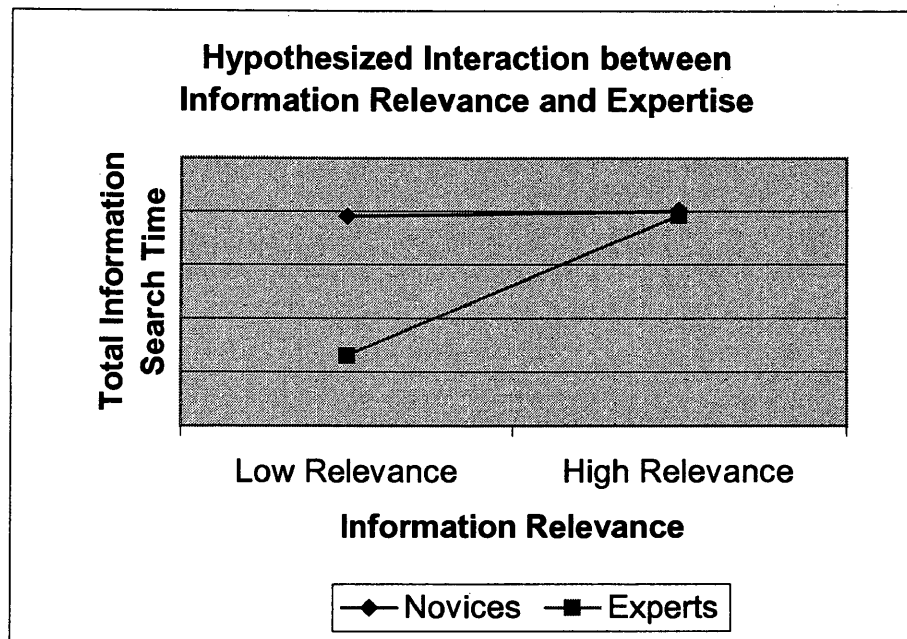 Hypothesized Interaction between
Information Relevance and Expertise
Total Information
Search Time
Low Relevance
High Relevance
Information Relevance
Novices
Experts